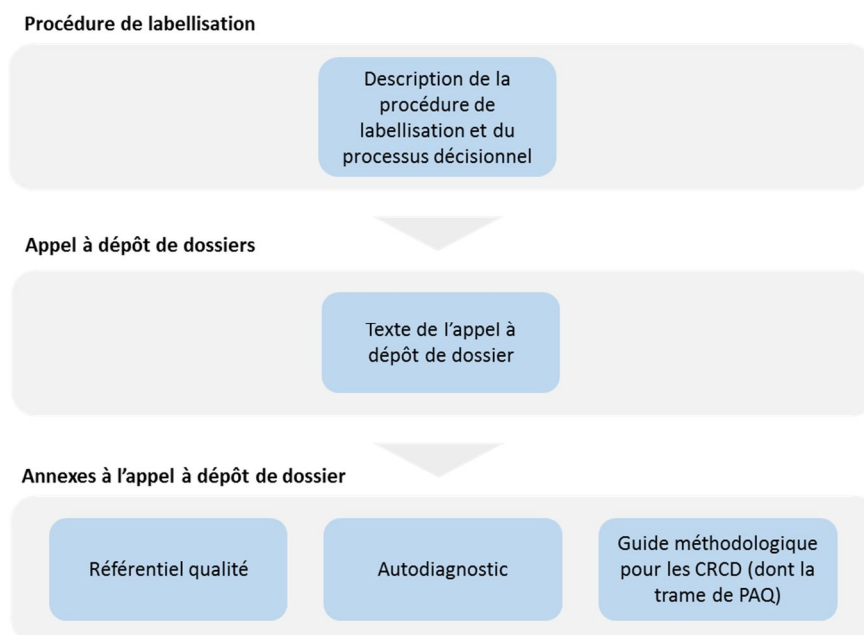 Procédure de labellisation
Description de la
procédure de
labellisation et du
processus décisionnel
Appel à dépôt de dossiers
Texte de l'appel à
dépôt de dossier
Annexes à l'appel à dépôt de dossier
Référentiel qualité
Autodiagnostic
Guide méthodologique
pour les CRCD (dont la
trame de PAQ)